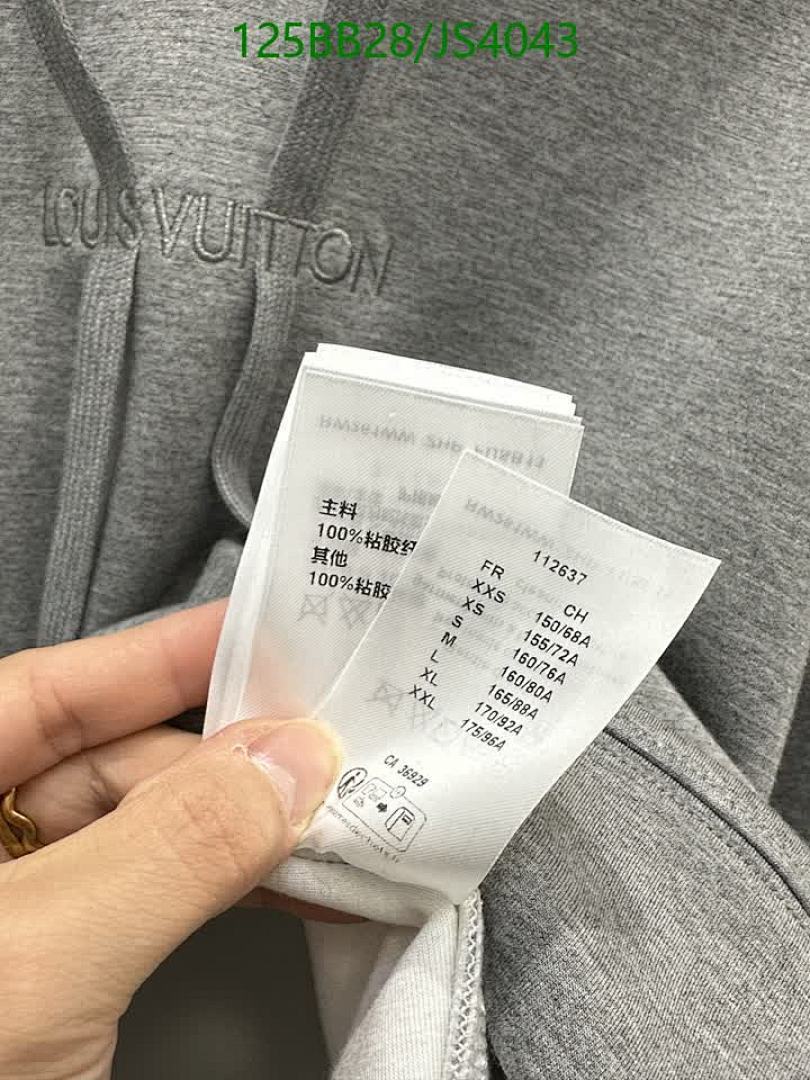 125BB28/JS4043
LOUIS VUITTON
主料
100%粘胶纤
其他
100%粘胶
112637
FR CH
XXS 150/68A
XS 155/72A
S 160/76A
M 160/80A
L 165/88A
XL 170/92A
XXL 175/96A
CA 36929